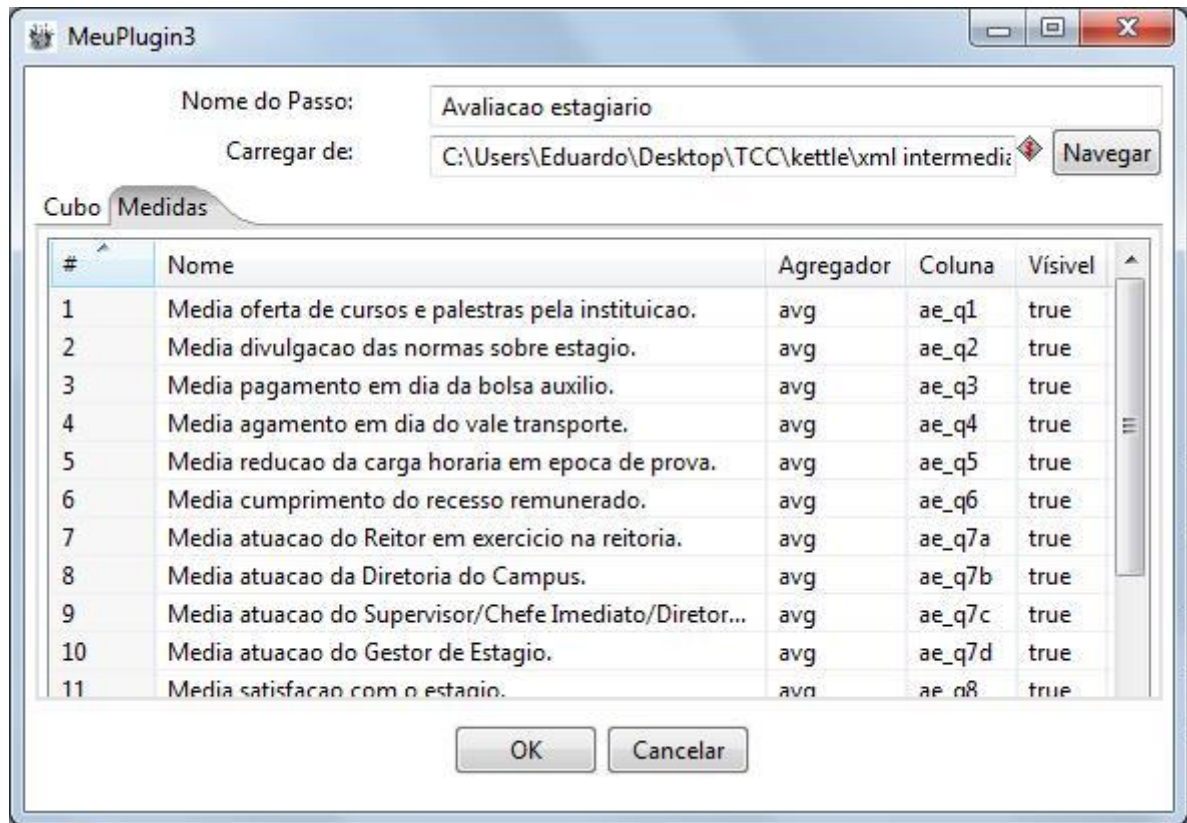 MeuPlugin3
Nome do Passo: Avaliacao estagiario
Carregar de: C:\Users\Eduardo\Desktop\TCC\kettle\xml intermedia Navegar
Cubo Medidas
# Nome Agregador Coluna Vísivel
1 Media oferta de cursos e palestras pela instituicao. avg ae_q1 true
2 Media divulgacao das normas sobre estagio. avg ae_q2 true
3 Media pagamento em dia da bolsa auxilio. avg ae_q3 true
4 Media agamento em dia do vale transporte. avg ae_q4 true
5 Media reducao da carga horaria em epoca de prova. avg ae_q5 true
6 Media cumprimento do recesso remunerado. avg ae_q6 true
7 Media atuacao do Reitor em exercicio na reitoria. avg ae_q7a true
8 Media atuacao da Diretoria do Campus. avg ae_q7b true
9 Media atuacao do Supervisor/Chefe Imediato/Diretor... avg ae_q7c true
10 Media atuacao do Gestor de Estagio. avg ae_q7d true
11 Media satisfacao com o estagio. avg ae_q8 true
OK Cancelar